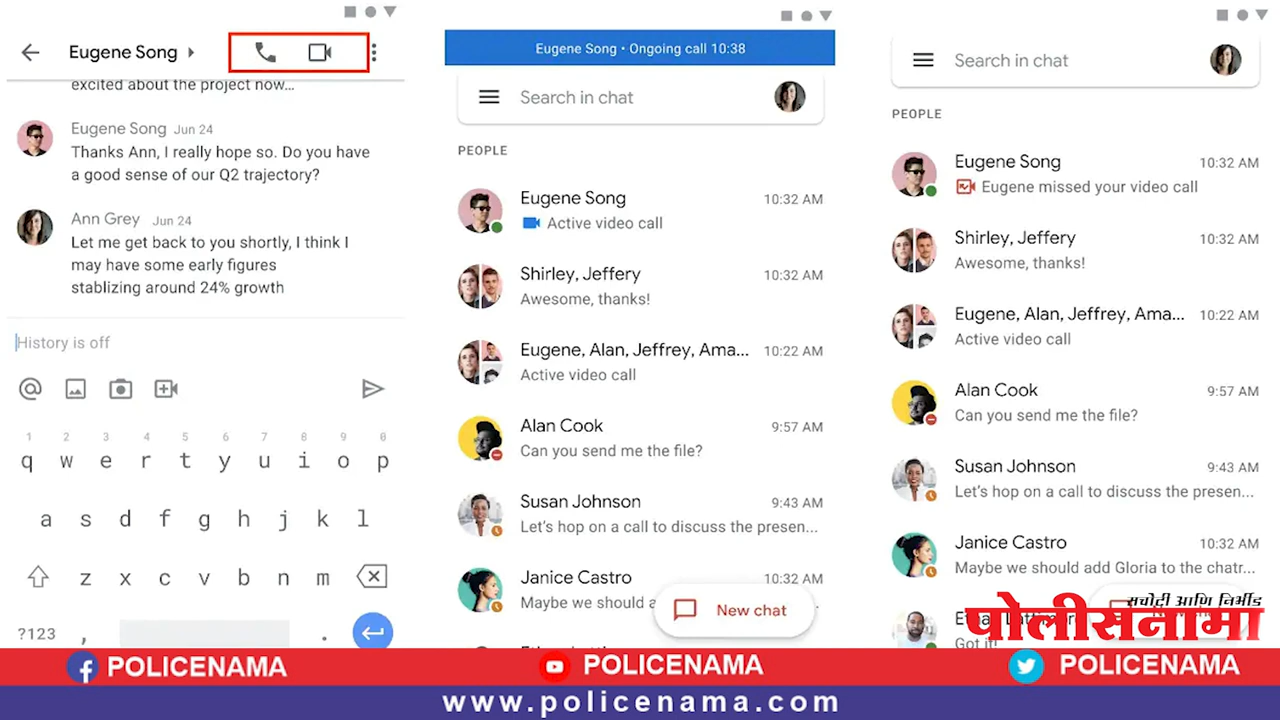 Eugene Song
excited about the project now...
Eugene Song Jun 24
Thanks Ann, I really hope so. Do you have
a good sense of our Q2 trajectory?
Ann Grey Jun 24
Let me get back to you shortly, I think I
may have some early figures
stablizing around 24% growth
History is off
1 2 3 4 5 6 7 8 9 0
q w e r t y u i o p
a s d f g h j k l
z x c v b n m
?123 , .
Eugene Song • Ongoing call 10:38
Search in chat
PEOPLE
Eugene Song 10:32 AM
Active video call
Shirley, Jeffery 10:32 AM
Awesome, thanks!
Eugene, Alan, Jeffrey, Ama... 10:22 AM
Active video call
Alan Cook 9:57 AM
Can you send me the file?
Susan Johnson 9:43 AM
Let's hop on a call to discuss the presen...
Janice Castro 10:32 AM
Maybe we should a
New chat
Search in chat
PEOPLE
Eugene Song 10:32 AM
Eugene missed your video call
Shirley, Jeffery 10:32 AM
Awesome, thanks!
Eugene, Alan, Jeffrey, Ama... 10:22 AM
Active video call
Alan Cook 9:57 AM
Can you send me the file?
Susan Johnson 9:43 AM
Let's hop on a call to discuss the presen...
Janice Castro 10:32 AM
Maybe we should add Gloria to the chatr...
Got it!
सचोटी आणि निर्भीड
पोलीसनामा
POLICENAMA
POLICENAMA
POLICENAMA
www.policenama.com